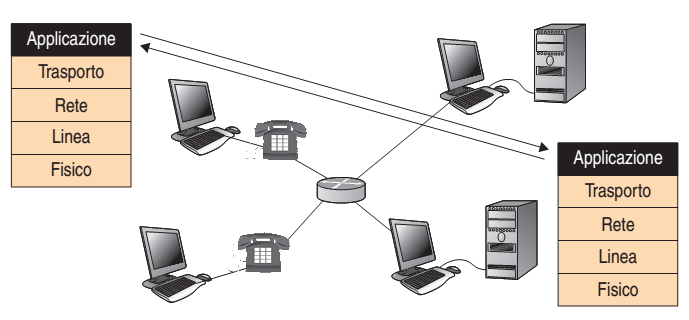 Applicazione
Trasporto
Rete
Linea
Fisico
Applicazione
Trasporto
Rete
Linea
Fisico